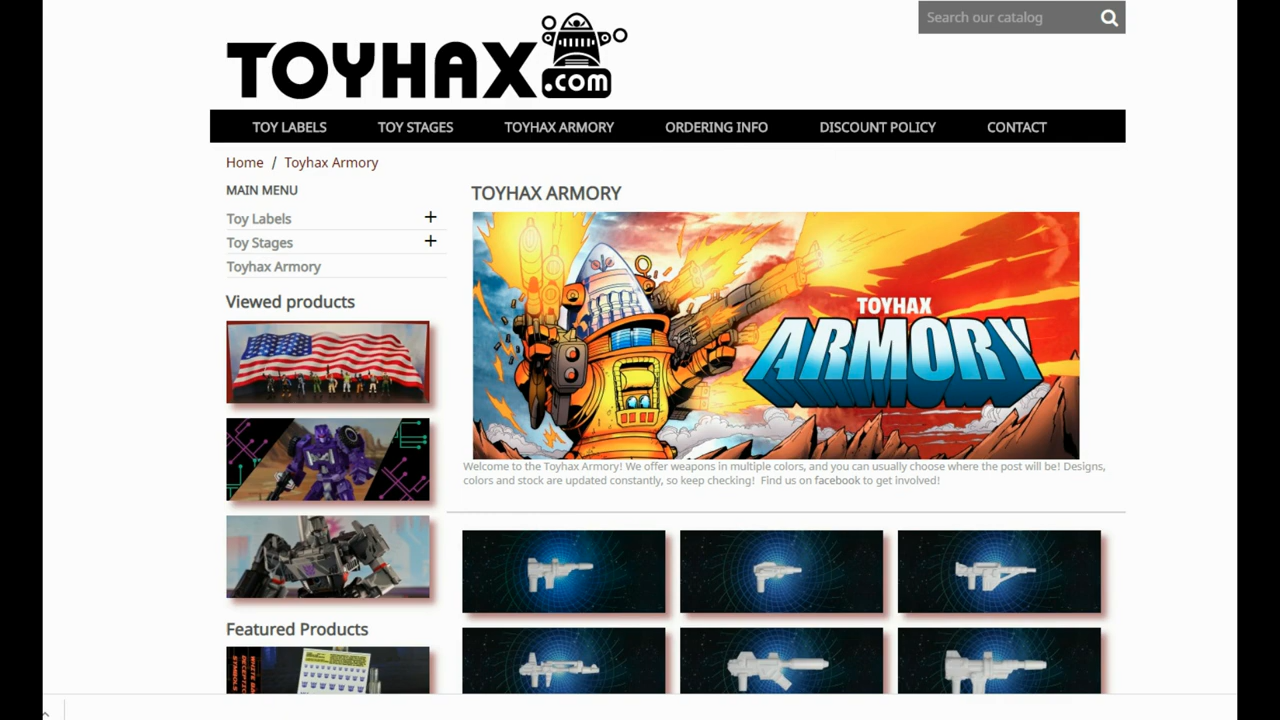 Search our catalog
TOYHAX.com
TOY LABELS
TOY STAGES
TOYHAX ARMORY
ORDERING INFO
DISCOUNT POLICY
CONTACT
Home / Toyhax Armory
MAIN MENU
Toy Labels +
Toy Stages +
Toyhax Armory
Viewed products
Featured Products
TOYHAX ARMORY
TOYHAX
ARMORY
Welcome to the Toyhax Armory! We offer weapons in multiple colors, and you can usually choose where the post will be! Designs,
colors and stock are updated constantly, so keep checking! Find us on facebook to get involved!